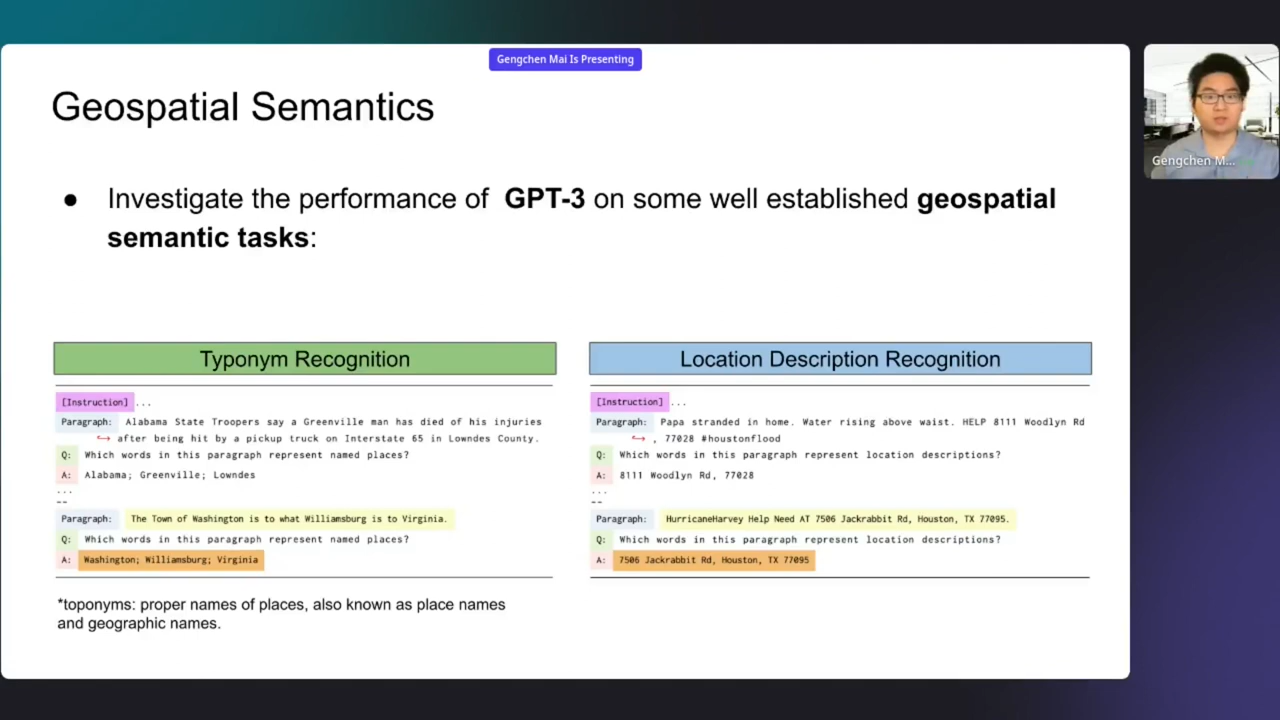 Gengchen Mai Is Presenting
Geospatial Semantics
Gengchen M...
● Investigate the performance of GPT-3 on some well established geospatial
semantic tasks:
Typonym Recognition
[Instruction] ...
Paragraph: Alabama State Troopers say a Greenville man has died of his injuries
↪ after being hit by a pickup truck on Interstate 65 in Lowndes County.
Q: Which words in this paragraph represent named places?
A: Alabama; Greenville; Lowndes
...
--
Paragraph: The Town of Washington is to what Williamsburg is to Virginia.
Q: Which words in this paragraph represent named places?
A: Washington; Williamsburg; Virginia
*toponyms: proper names of places, also known as place names
and geographic names.
Location Description Recognition
[Instruction] ...
Paragraph: Papa stranded in home. Water rising above waist. HELP 8111 Woodlyn Rd
↪ , 77028 #houstonflood
Q: Which words in this paragraph represent location descriptions?
A: 8111 Woodlyn Rd, 77028
...
--
Paragraph: HurricaneHarvey Help Need AT 7506 Jackrabbit Rd, Houston, TX 77095.
Q: Which words in this paragraph represent location descriptions?
A: 7506 Jackrabbit Rd, Houston, TX 77095